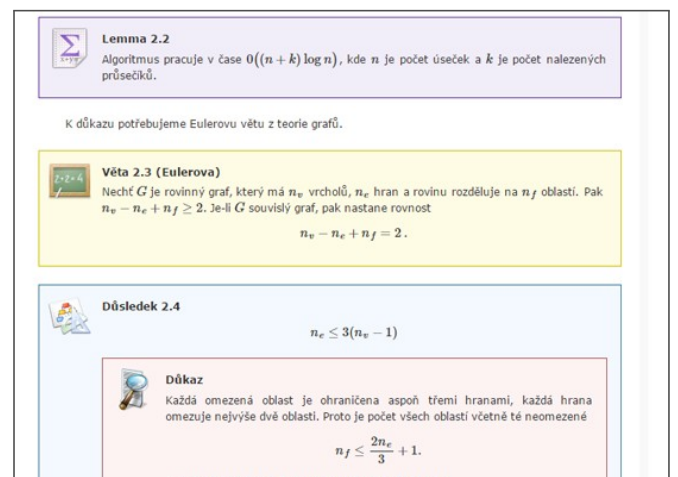 Lemma 2.2
Algoritmus pracuje v čase 0((n + k) log n), kde n je počet úseček a k je počet nalezených
průsečíků.
K důkazu potřebujeme Eulerovu větu z teorie grafů.
2+2=4
Věta 2.3 (Eulerova)
Nechť G je rovinný graf, který má n_v vrcholů, n_e hran a rovinu rozděluje na n_f oblastí. Pak
n_v − n_e + n_f ≥ 2. Je-li G souvislý graf, pak nastane rovnost
n_v − n_e + n_f = 2 .
Důsledek 2.4
n_e ≤ 3(n_v − 1)
Důkaz
Každá omezená oblast je ohraničena aspoň třemi hranami, každá hrana
omezuje nejvýše dvě oblasti. Proto je počet všech oblastí včetně té neomezené
n_f ≤ 2n_e/3 + 1.